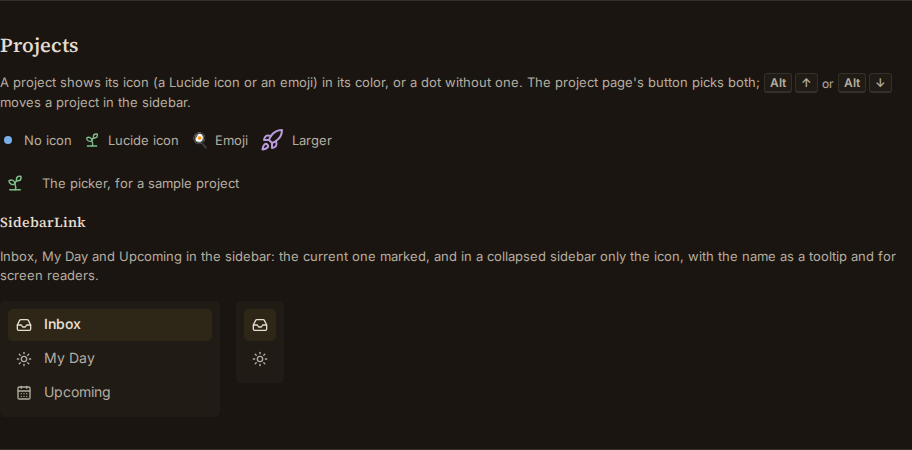 Projects
A project shows its icon (a Lucide icon or an emoji) in its color, or a dot without one. The project page's button picks both; Alt ↑ or Alt ↓
moves a project in the sidebar.
No icon Lucide icon Emoji Larger
The picker, for a sample project
SidebarLink
Inbox, My Day and Upcoming in the sidebar: the current one marked, and in a collapsed sidebar only the icon, with the name as a tooltip and for
screen readers.
Inbox
My Day
Upcoming